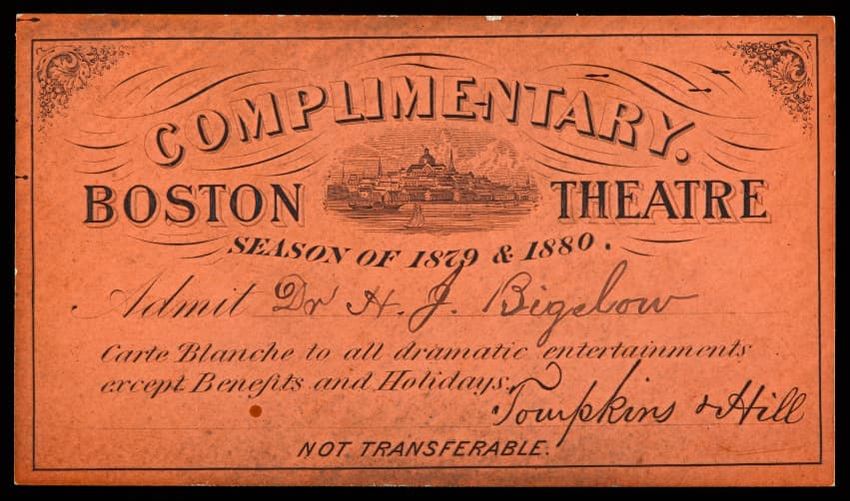 COMPLIMENTARY.
BOSTON THEATRE
SEASON OF 1879 & 1880.
Admit Dr H. J. Bigelow
Carte Blanche to all dramatic entertainments
except Benefits and Holidays.
Tompkins & Hill
NOT TRANSFERABLE.